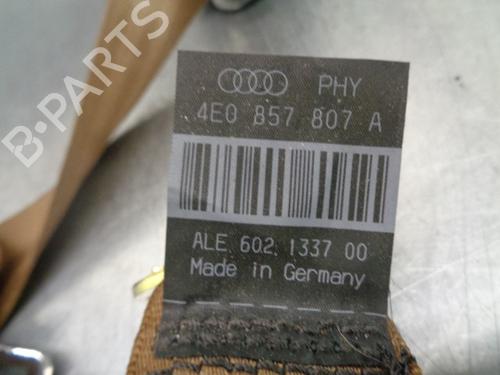 B-PARTS
PHY
4E0 857 807 A
ALE 602 1337 00
Made in Germany